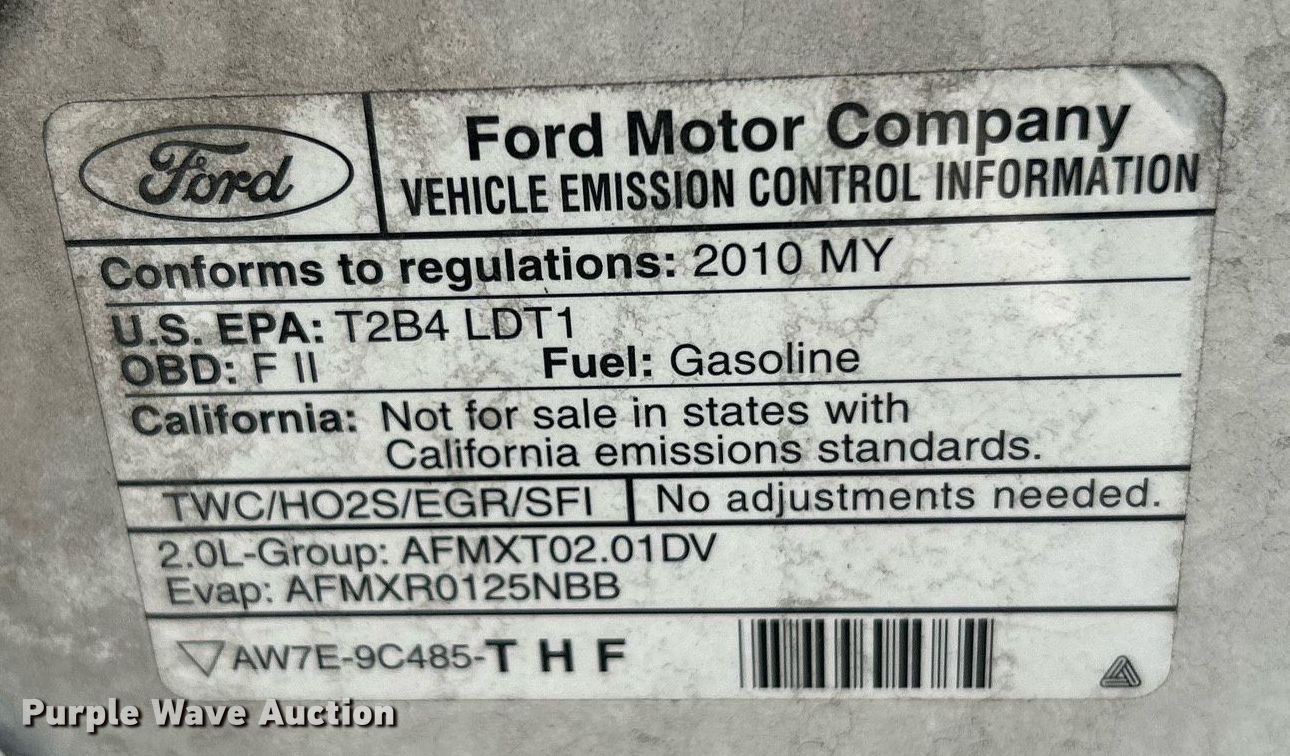 Ford
Ford Motor Company
VEHICLE EMISSION CONTROL INFORMATION
Conforms to regulations: 2010 MY
U.S. EPA: T2B4 LDT1
OBD: F II Fuel: Gasoline
California: Not for sale in states with
California emissions standards.
TWC/HO2S/EGR/SFI No adjustments needed.
2.0L-Group: AFMXT02.01DV
Evap: AFMXR0125NBB
AW7E-9C485-T H F
Purple Wave Auction